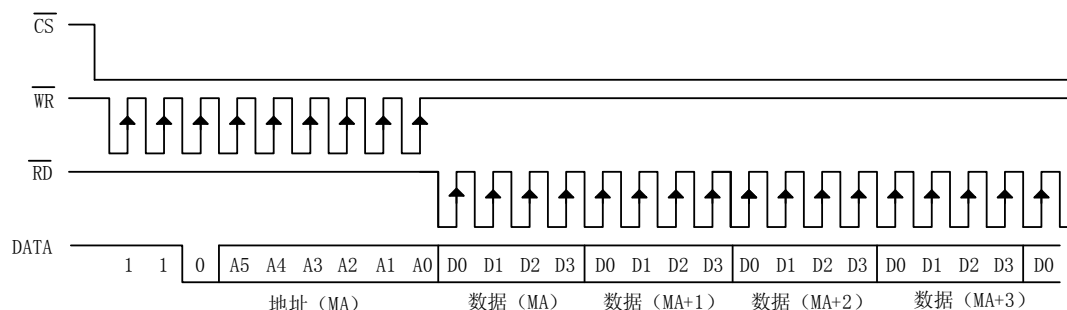 CS
WR
RD
DATA
1 1 0 A5 A4 A3 A2 A1 A0 D0 D1 D2 D3 D0 D1 D2 D3 D0 D1 D2 D3 D0 D1 D2 D3 D0
地址（MA） 数据（MA） 数据（MA+1） 数据（MA+2） 数据（MA+3）